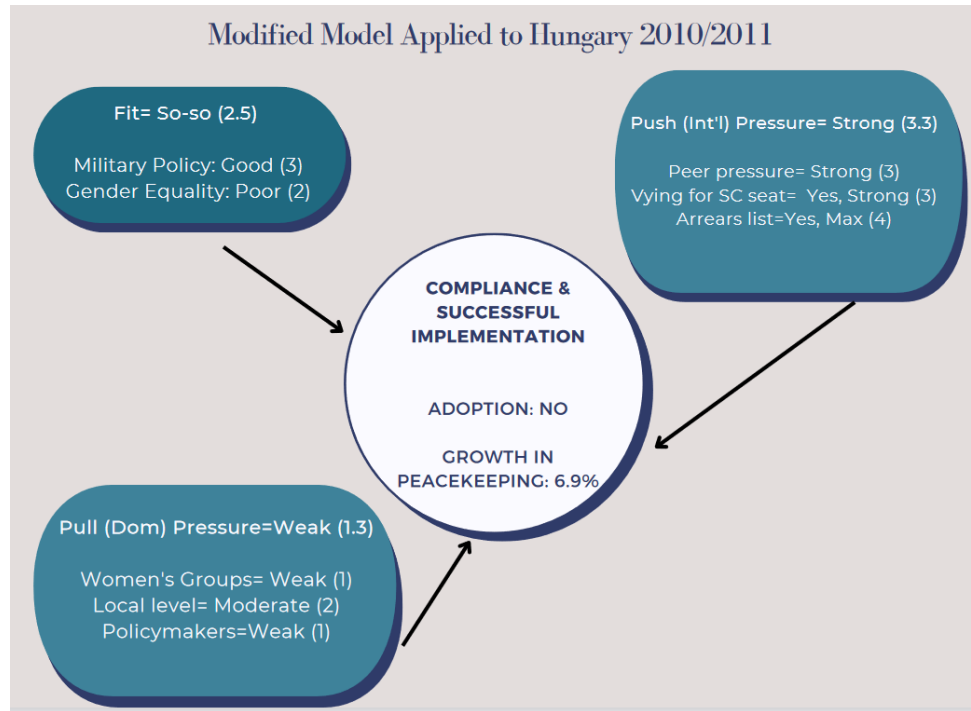 Modified Model Applied to Hungary 2010/2011
Fit= So-so (2.5)
Military Policy: Good (3)
Gender Equality: Poor (2)
Push (Int'l) Pressure= Strong (3.3)
Peer pressure= Strong (3)
Vying for SC seat=  Yes, Strong (3)
Arrears list=Yes, Max (4)
COMPLIANCE &
SUCCESSFUL
IMPLEMENTATION
ADOPTION: NO
GROWTH IN
PEACEKEEPING: 6.9%
Pull (Dom) Pressure=Weak (1.3)
Women's Groups= Weak (1)
Local level= Moderate (2)
Policymakers=Weak (1)